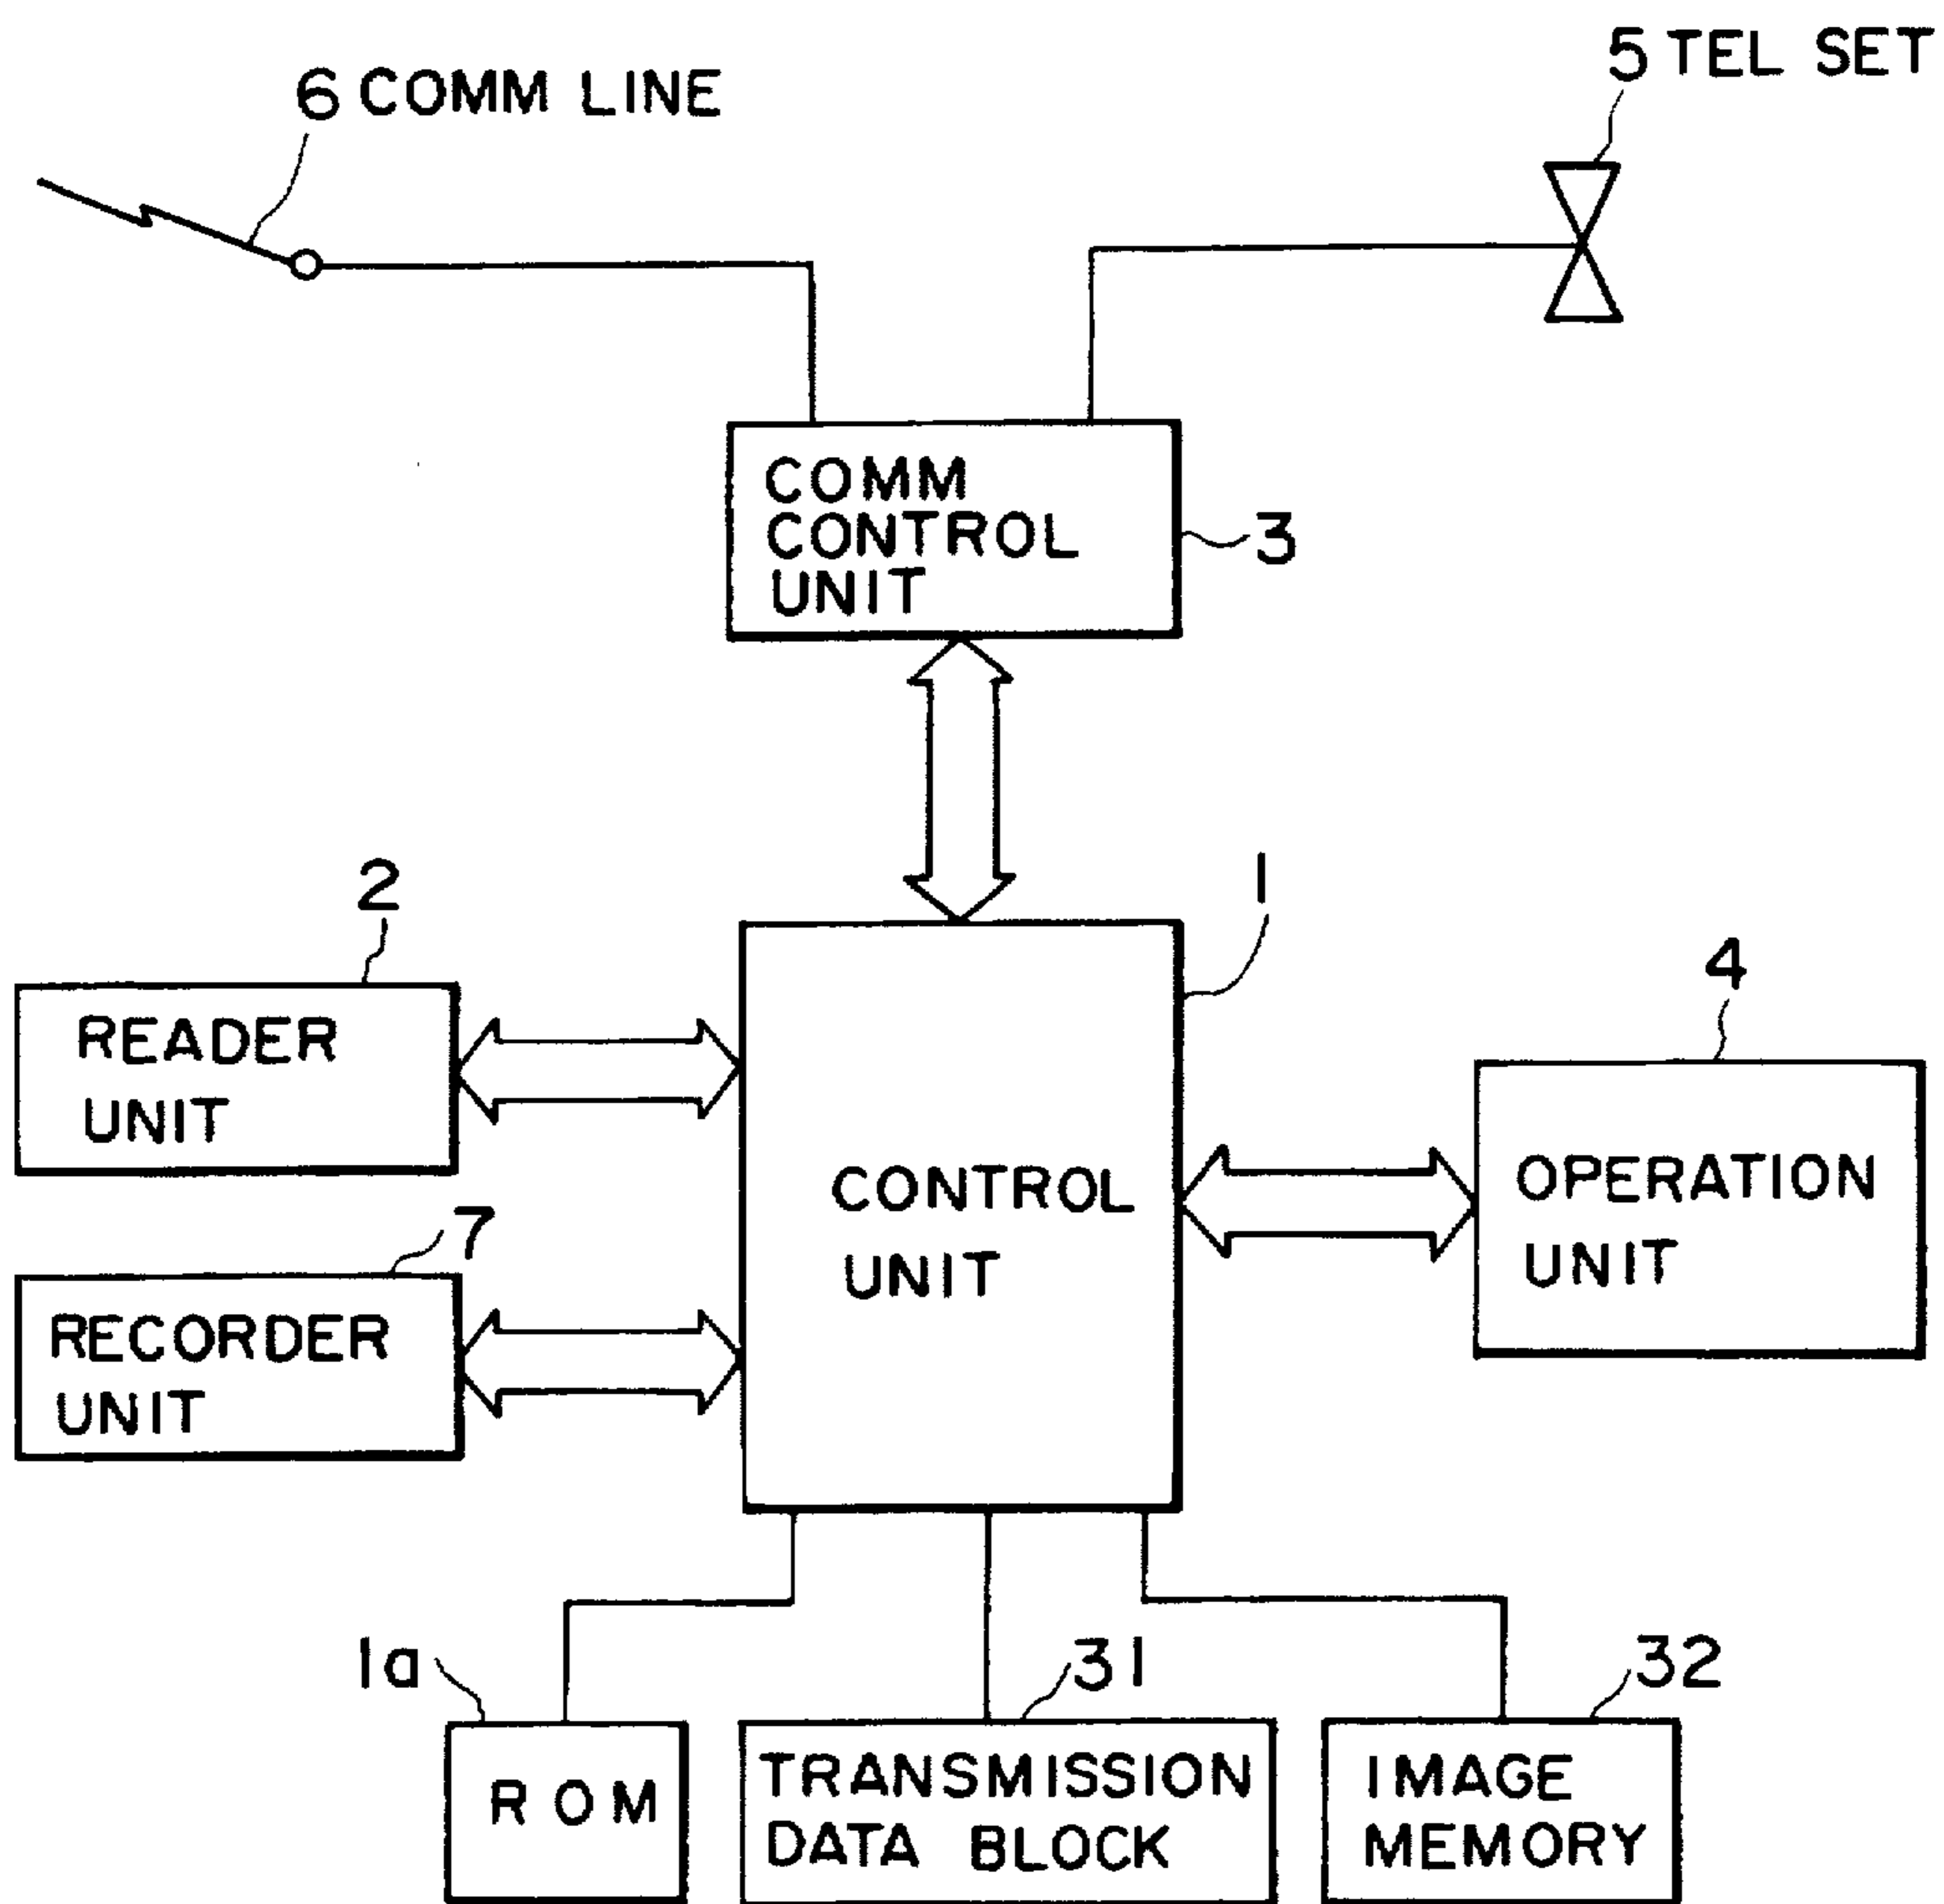 5 TEL SET
6 COMM LINE
COMM
CONTROL
UNIT
3
2
1
4
READER
UNIT
CONTROL
UNIT
OPERATION
UNIT
7
RECORDER
UNIT
1a
31
32
ROM
TRANSMISSION
DATA BLOCK
IMAGE
MEMORY